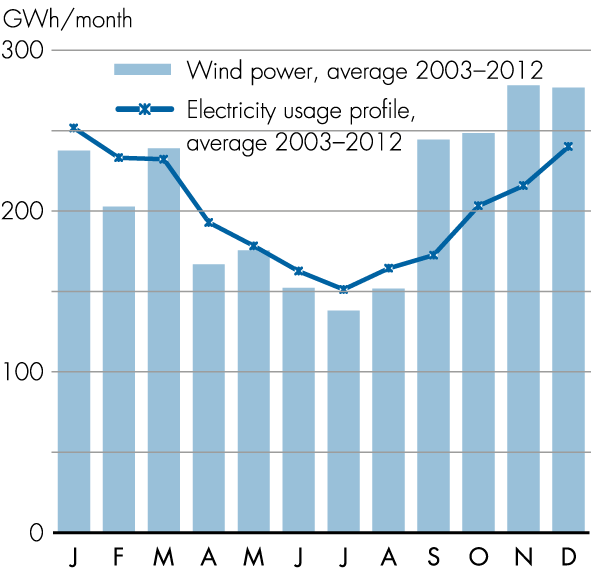 GWh/month
300
Wind power, average 2003–2012
Electricity usage profile,
average 2003–2012
200
100
0
J F M A M J J A S O N D